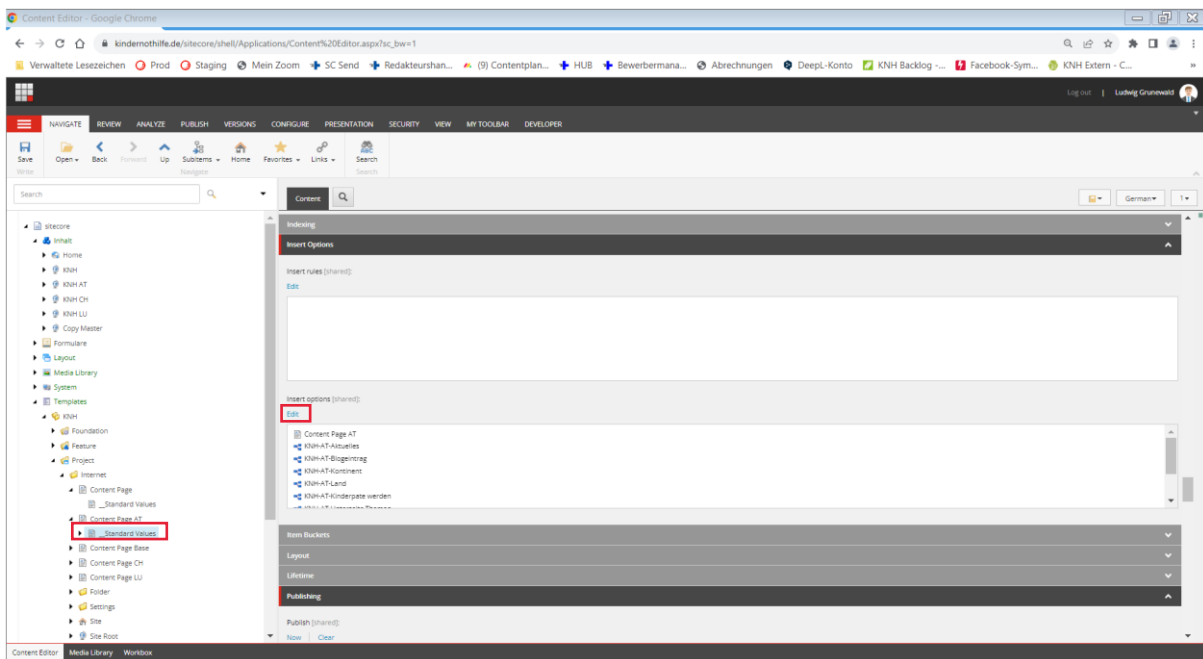 Content Editor - Google Chrome
kindernothilfe.de/sitecore/shell/Applications/Content%20Editor.aspx?sc_bw=1
Verwaltete Lesezeichen Prod Staging Mein Zoom SC Send Redakteurshan... (9) Contentplan... HUB Bewerbermana... Abrechnungen DeepL-Konto KNH Backlog -... Facebook-Sym... KNH Extern - C... »
Log out | Ludwig Grunewald
NAVIGATE REVIEW ANALYZE PUBLISH VERSIONS CONFIGURE PRESENTATION SECURITY VIEW MY TOOLBAR DEVELOPER
Save Open Back Forward Up Subitems Home Favorites Links Search
Write Navigate Search
Search
Content German 1
sitecore
Inhalt
Home
KNH
KNH AT
KNH CH
KNH LU
Copy Master
Formulare
Layout
Media Library
System
Templates
KNH
Foundation
Feature
Project
Internet
Content Page
__Standard Values
Content Page AT
__Standard Values
Content Page Base
Content Page CH
Content Page LU
Folder
Settings
Site
Site Root
Indexing
Insert Options
Insert rules [shared]:
Edit
Insert options [shared]:
Edit
Content Page AT
KNH-AT-Aktuelles
KNH-AT-Blogeintrag
KNH-AT-Kontinent
KNH-AT-Land
KNH-AT-Kinderpate werden
KNH-AT-Unterseite Themen
Item Buckets
Layout
Lifetime
Publishing
Publish [shared]:
Now | Clear
Content Editor Media Library Workbox